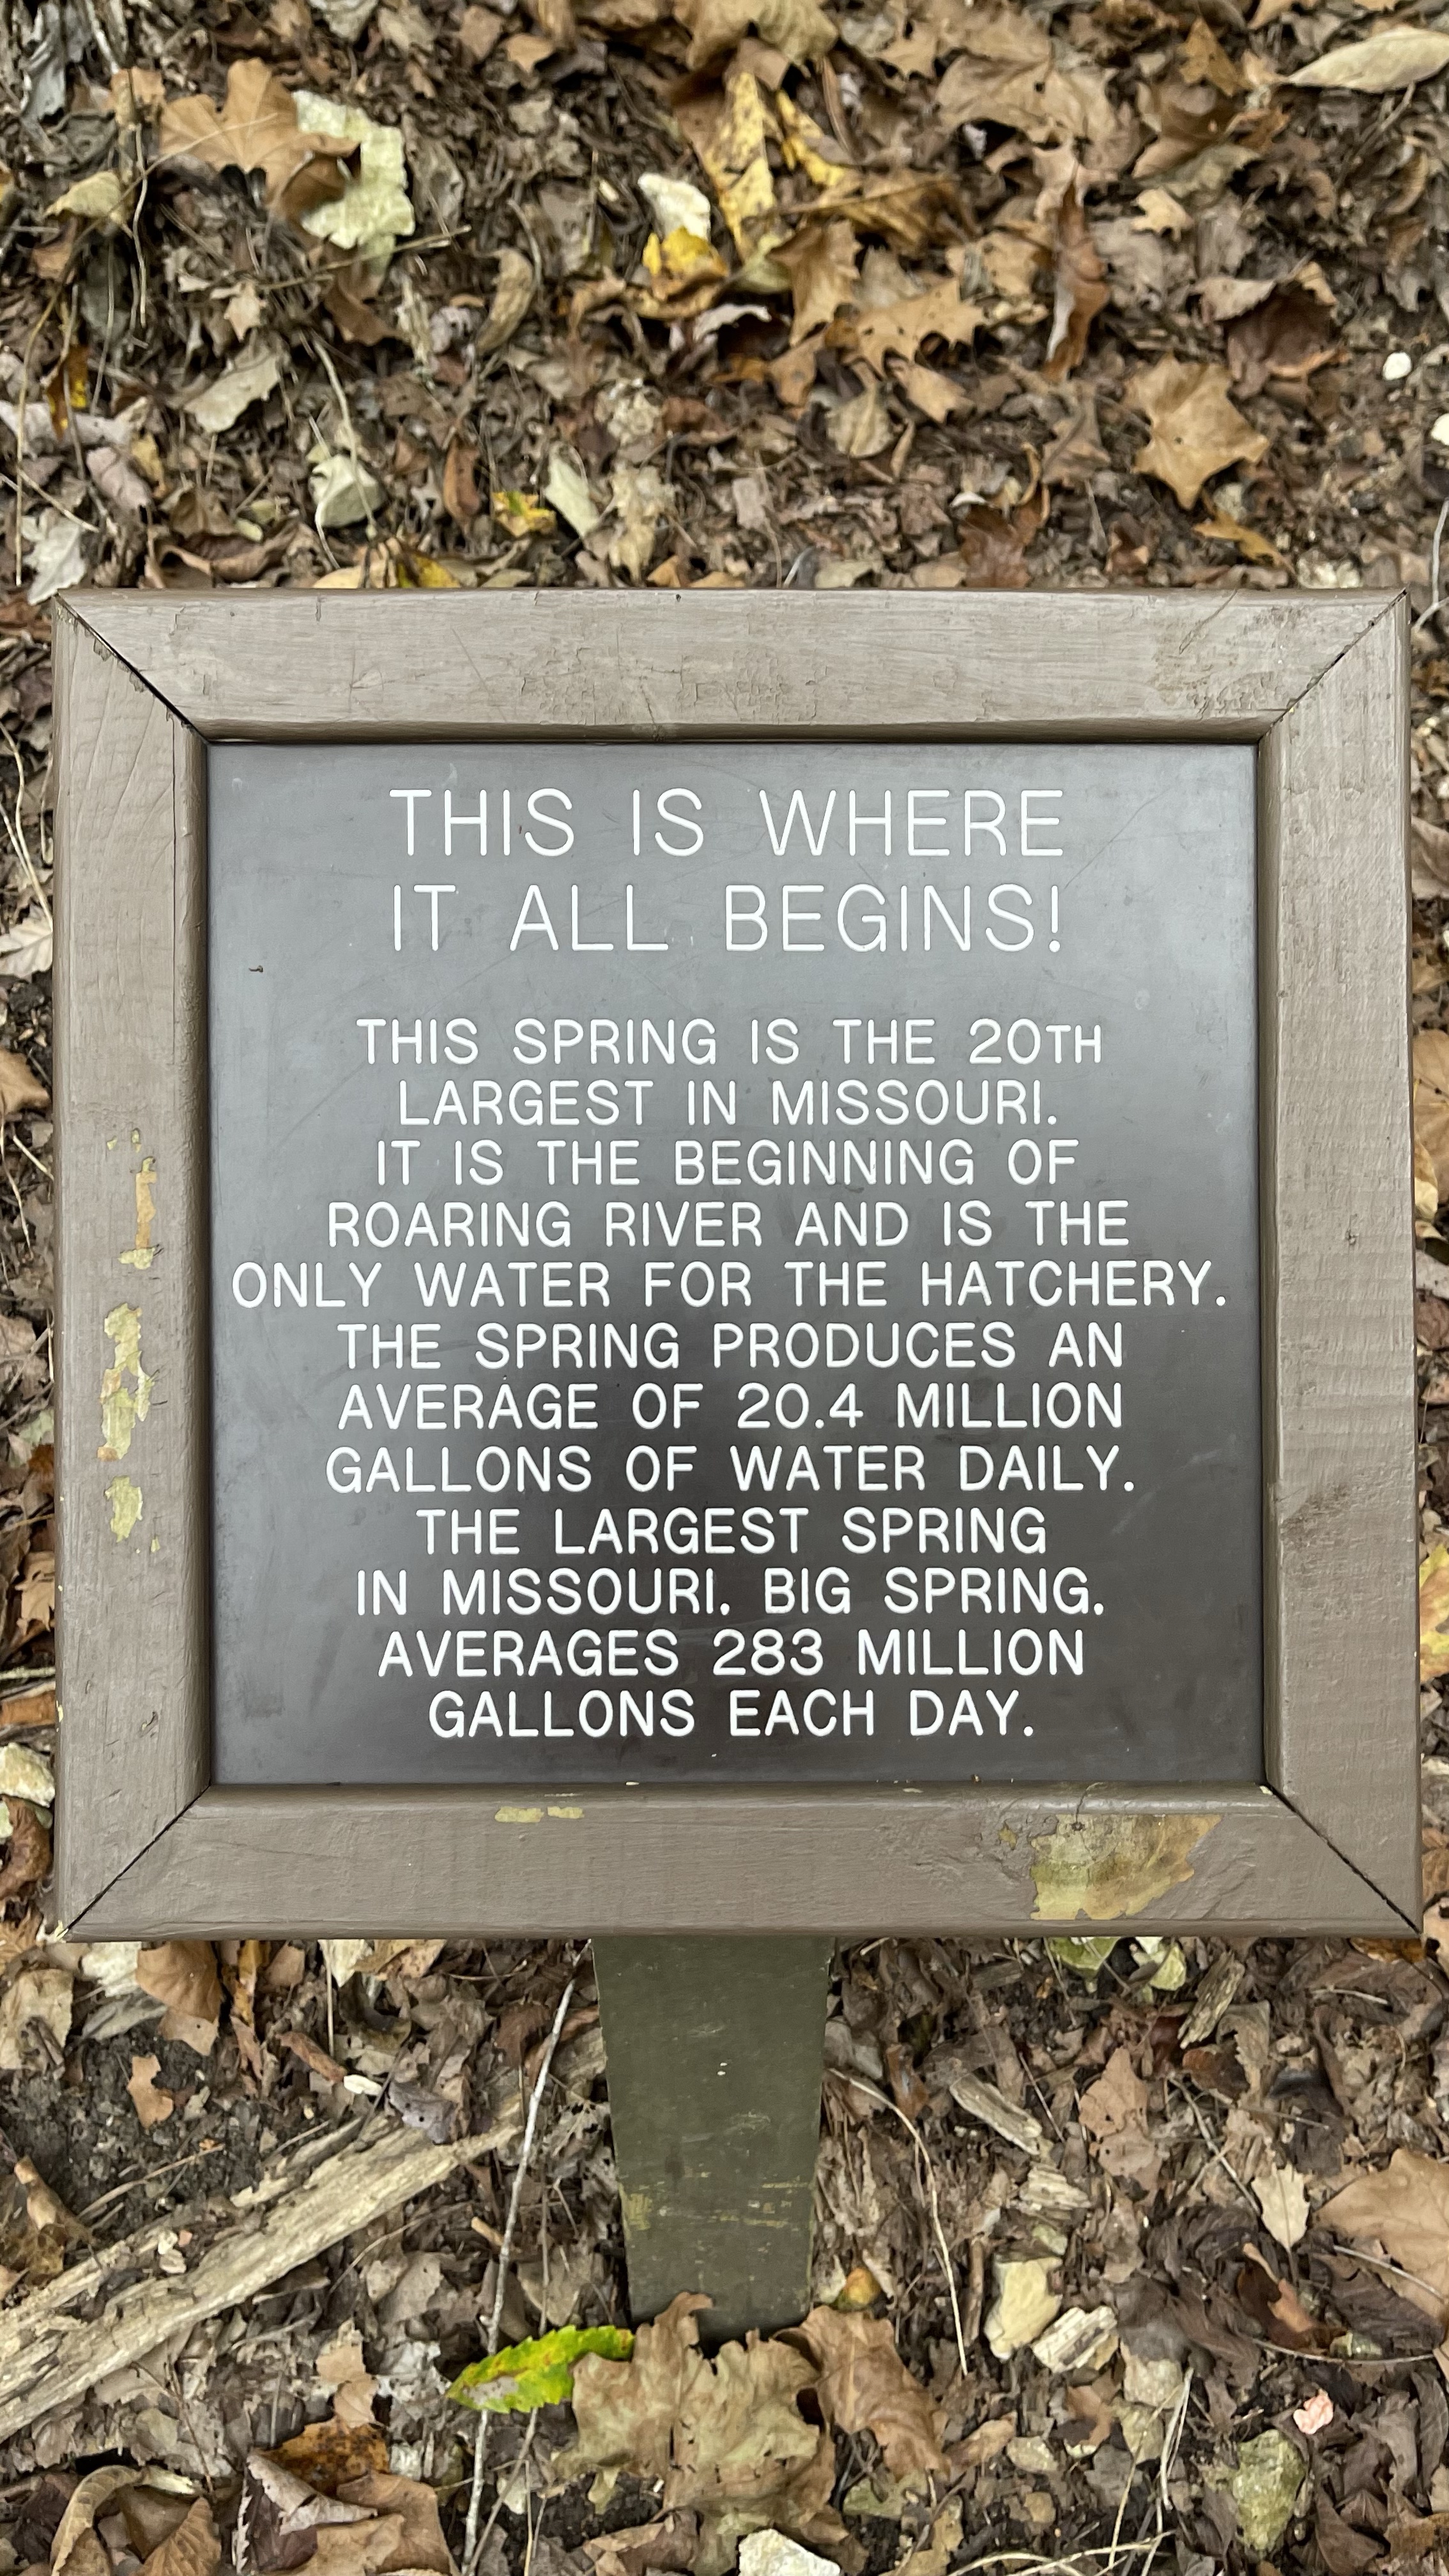 THIS IS WHERE
IT ALL BEGINS!
THIS SPRING IS THE 20TH
LARGEST IN MISSOURI.
IT IS THE BEGINNING OF
ROARING RIVER AND IS THE
ONLY WATER FOR THE HATCHERY.
THE SPRING PRODUCES AN
AVERAGE OF 20.4 MILLION
GALLONS OF WATER DAILY.
THE LARGEST SPRING
IN MISSOURI, BIG SPRING,
AVERAGES 283 MILLION
GALLONS EACH DAY.